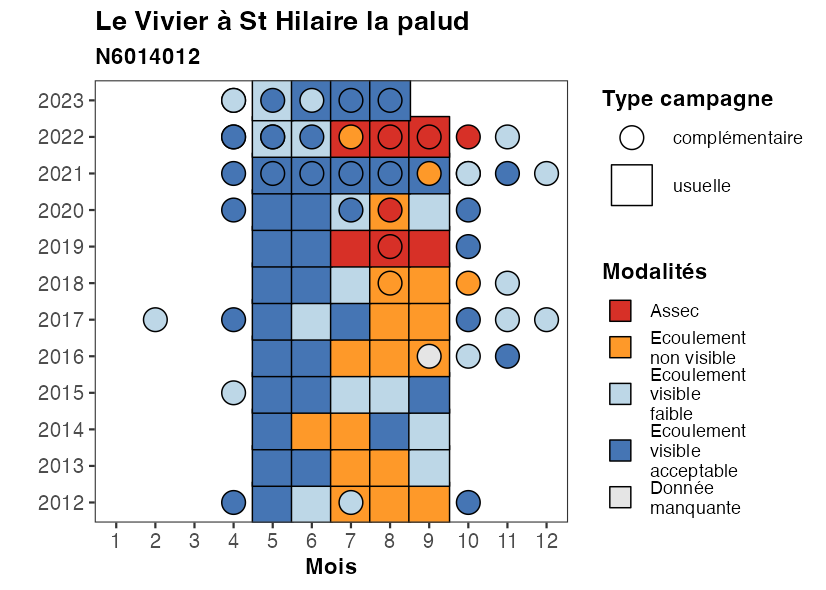 Le Vivier à St Hilaire la palud
N6014012
2023
2022
2021
2020
2019
2018
2017
2016
2015
2014
2013
2012
1 2 3 4 5 6 7 8 9 10 11 12
Mois
Type campagne
complémentaire
usuelle
Modalités
Assec
Ecoulement
non visible
Ecoulement
visible
faible
Ecoulement
visible
acceptable
Donnée
manquante